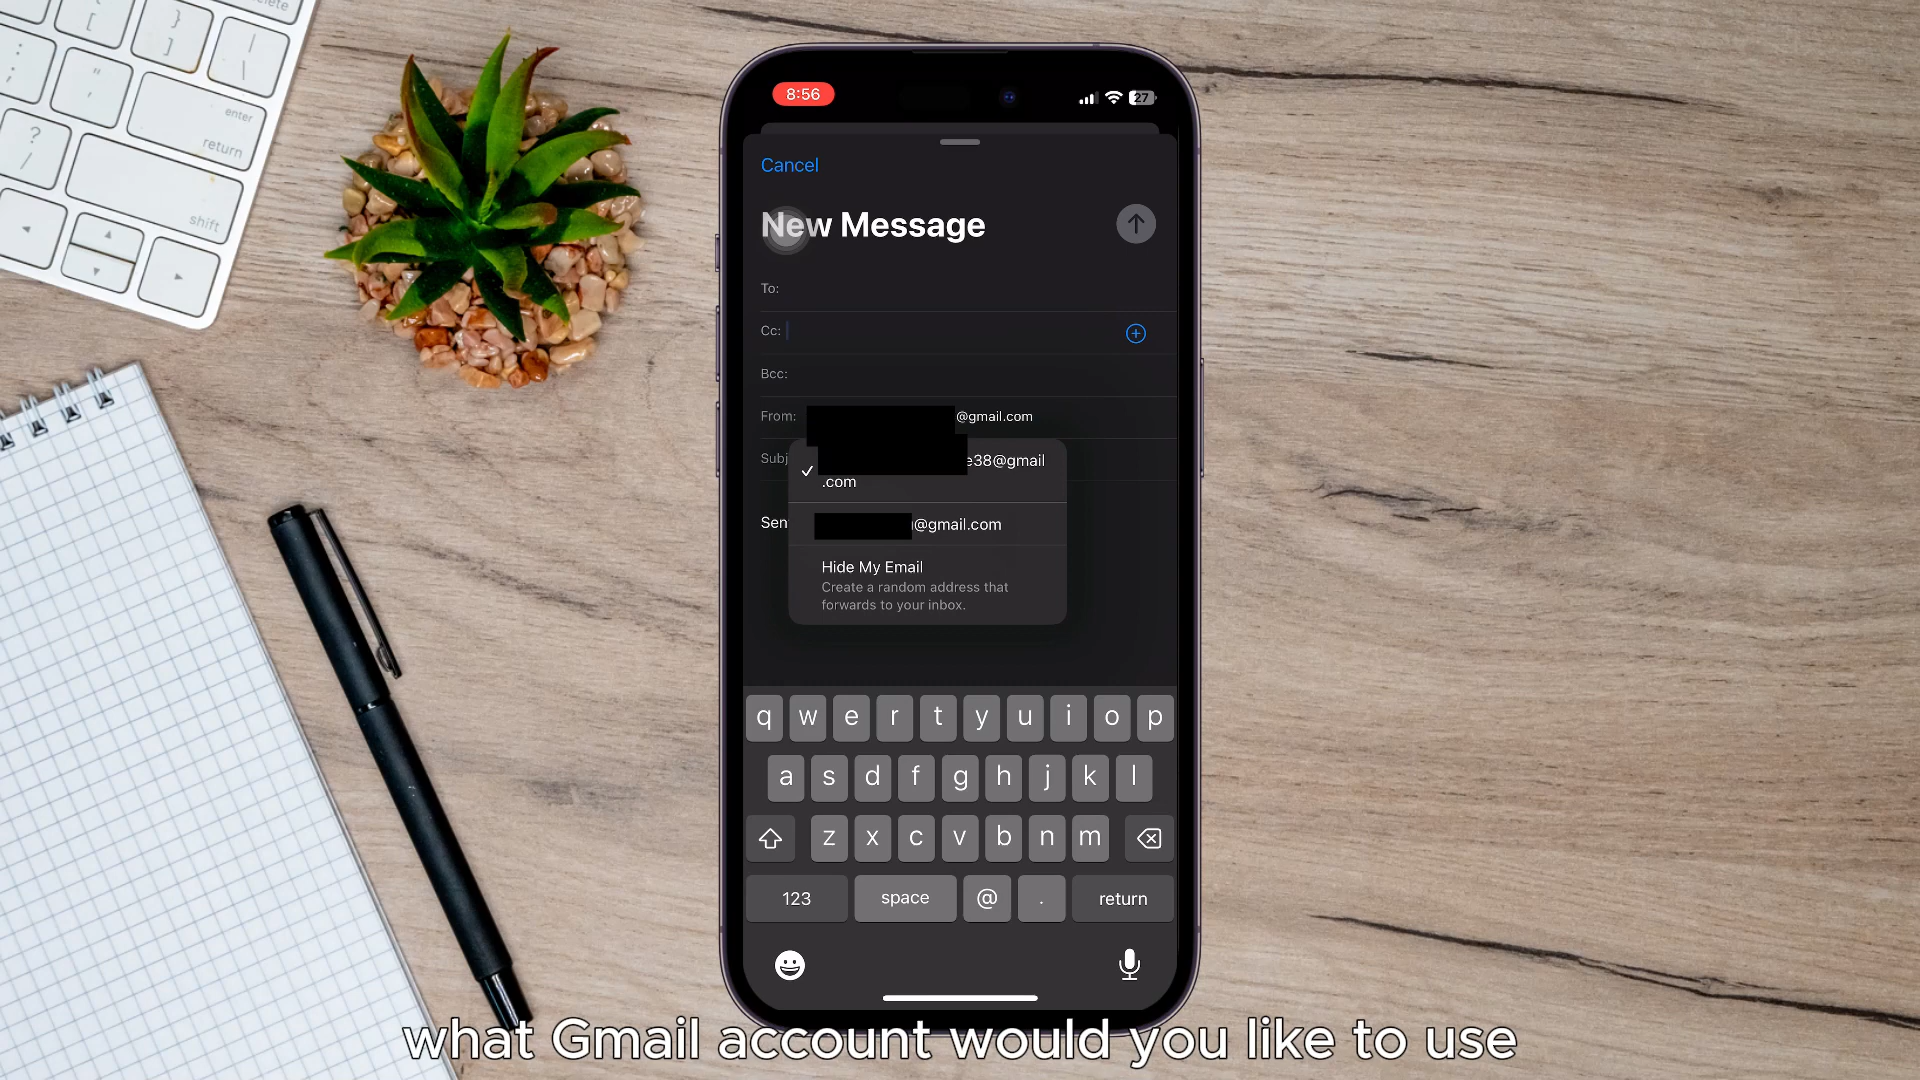 enter
return
shift
?
/
8:56
27
Cancel
New Message
To:
Cc:
Bcc:
From: @gmail.com
e38@gmail
.com
Subj
@gmail.com
Sen
Hide My Email
Create a random address that
forwards to your inbox.
q w e r t y u i o p
a s d f g h j k l
z x c v b n m
123 space @ . return
what Gmail account would you like to use